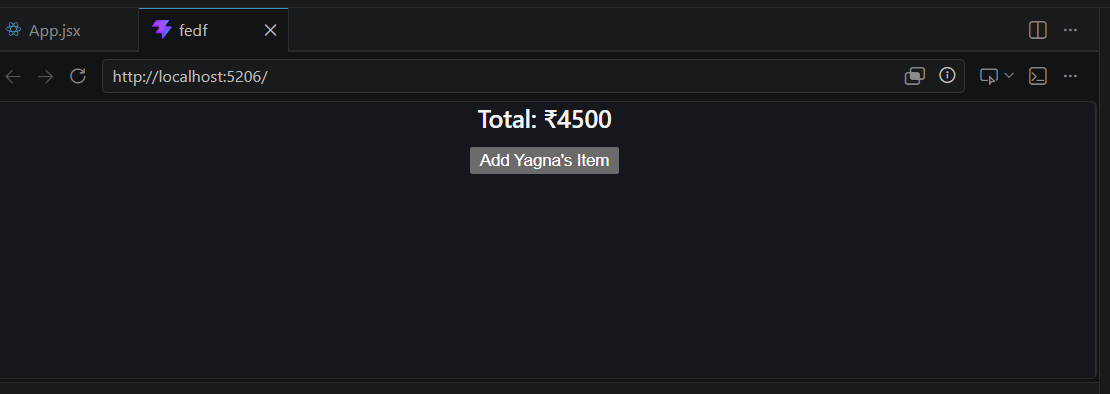 App.jsx
fedf
http://localhost:5206/
Total: ₹4500
Add Yagna's Item